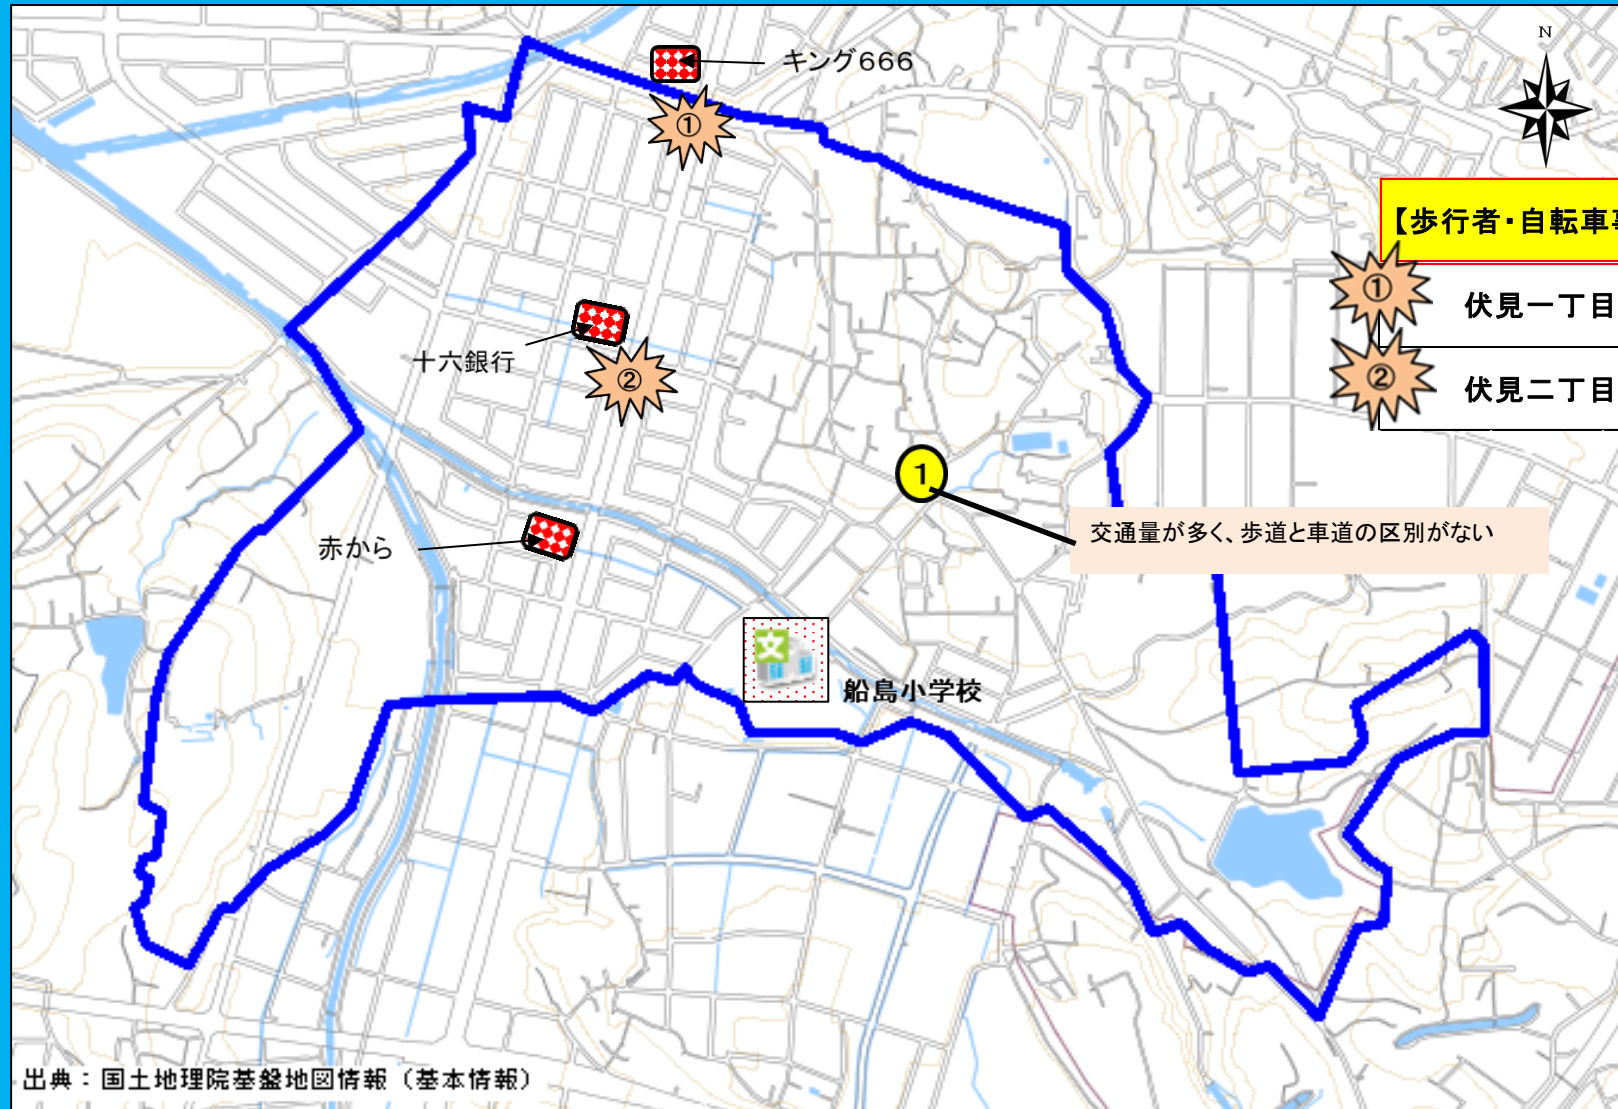 キング666
N
①
【歩行者・自転車
①
伏見一丁目
十六銀行
②
②
伏見二丁目
1
交通量が多く、歩道と車道の区別がない
赤から
文
船島小学校
出典：国土地理院基盤地図情報（基本情報）